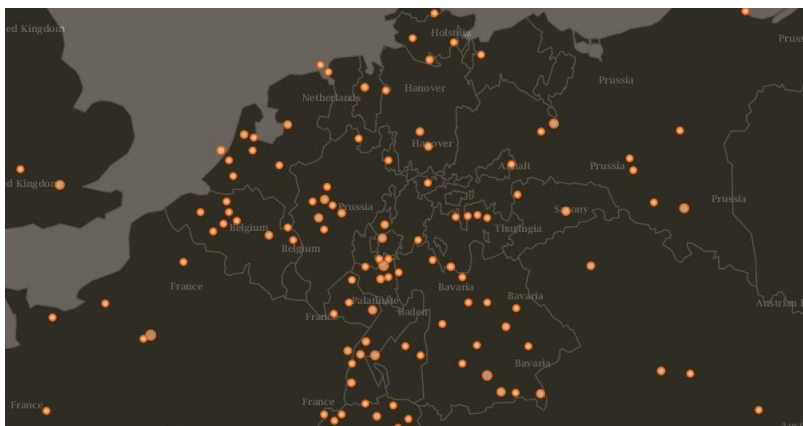 ed Kingdom
Holstein
Prus
Prussia
Hanover
Netherlands
Hanover
Anhalt
Prussia
ed Kingdom
Prussia
Prussia
Saxony
Belgium
Thuringia
Belgium
France
Bavaria
Bavaria
Palatinate
Austrian
Baden
France
Bavaria
France
France